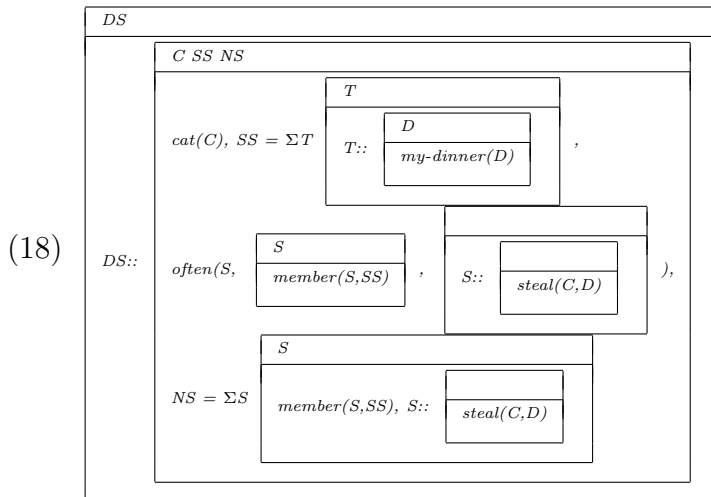 DS
C SS NS
T
cat(C), SS = ΣT
T::
D
my-dinner(D)
,
(18)
DS::
often(S,
S
member(S,SS)
,
S::
steal(C,D)
),
NS = ΣS
S
member(S,SS), S::
steal(C,D)